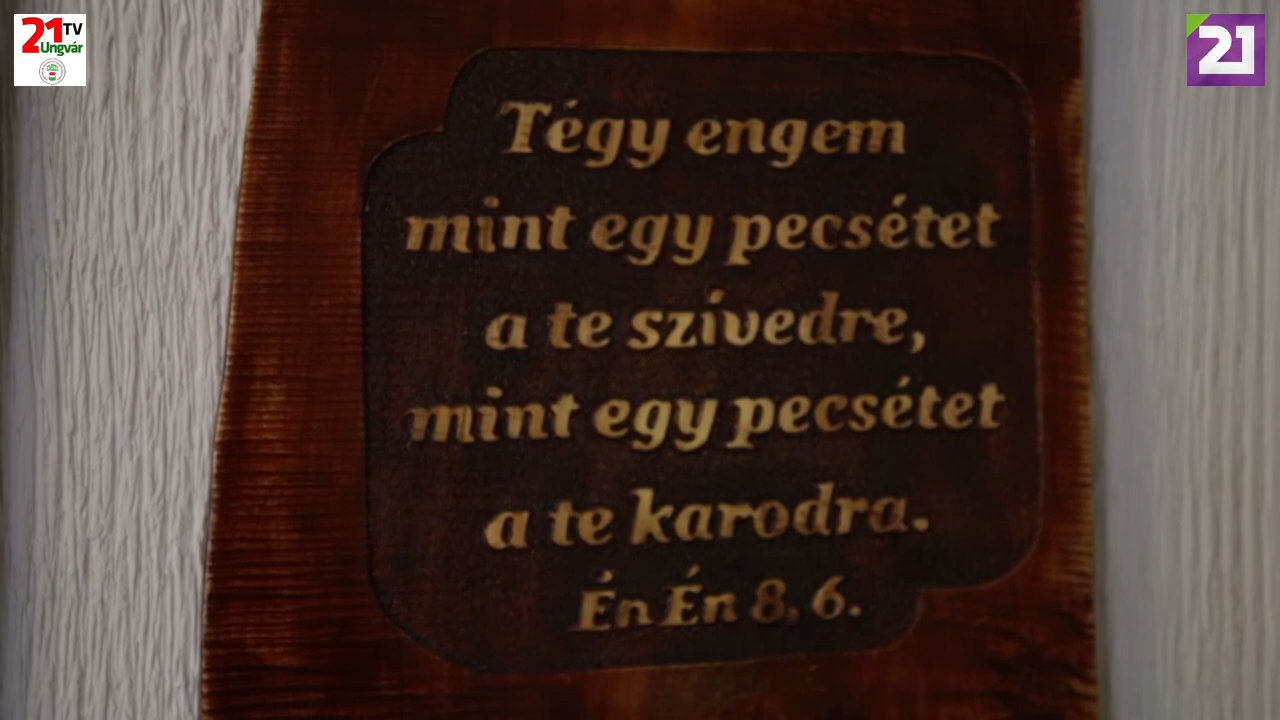 21 TV
Ungvár
21
Tégy engem
mint egy pecsétet
a te szívedre,
mint egy pecsétet
a te karodra.
Én Én 8, 6.